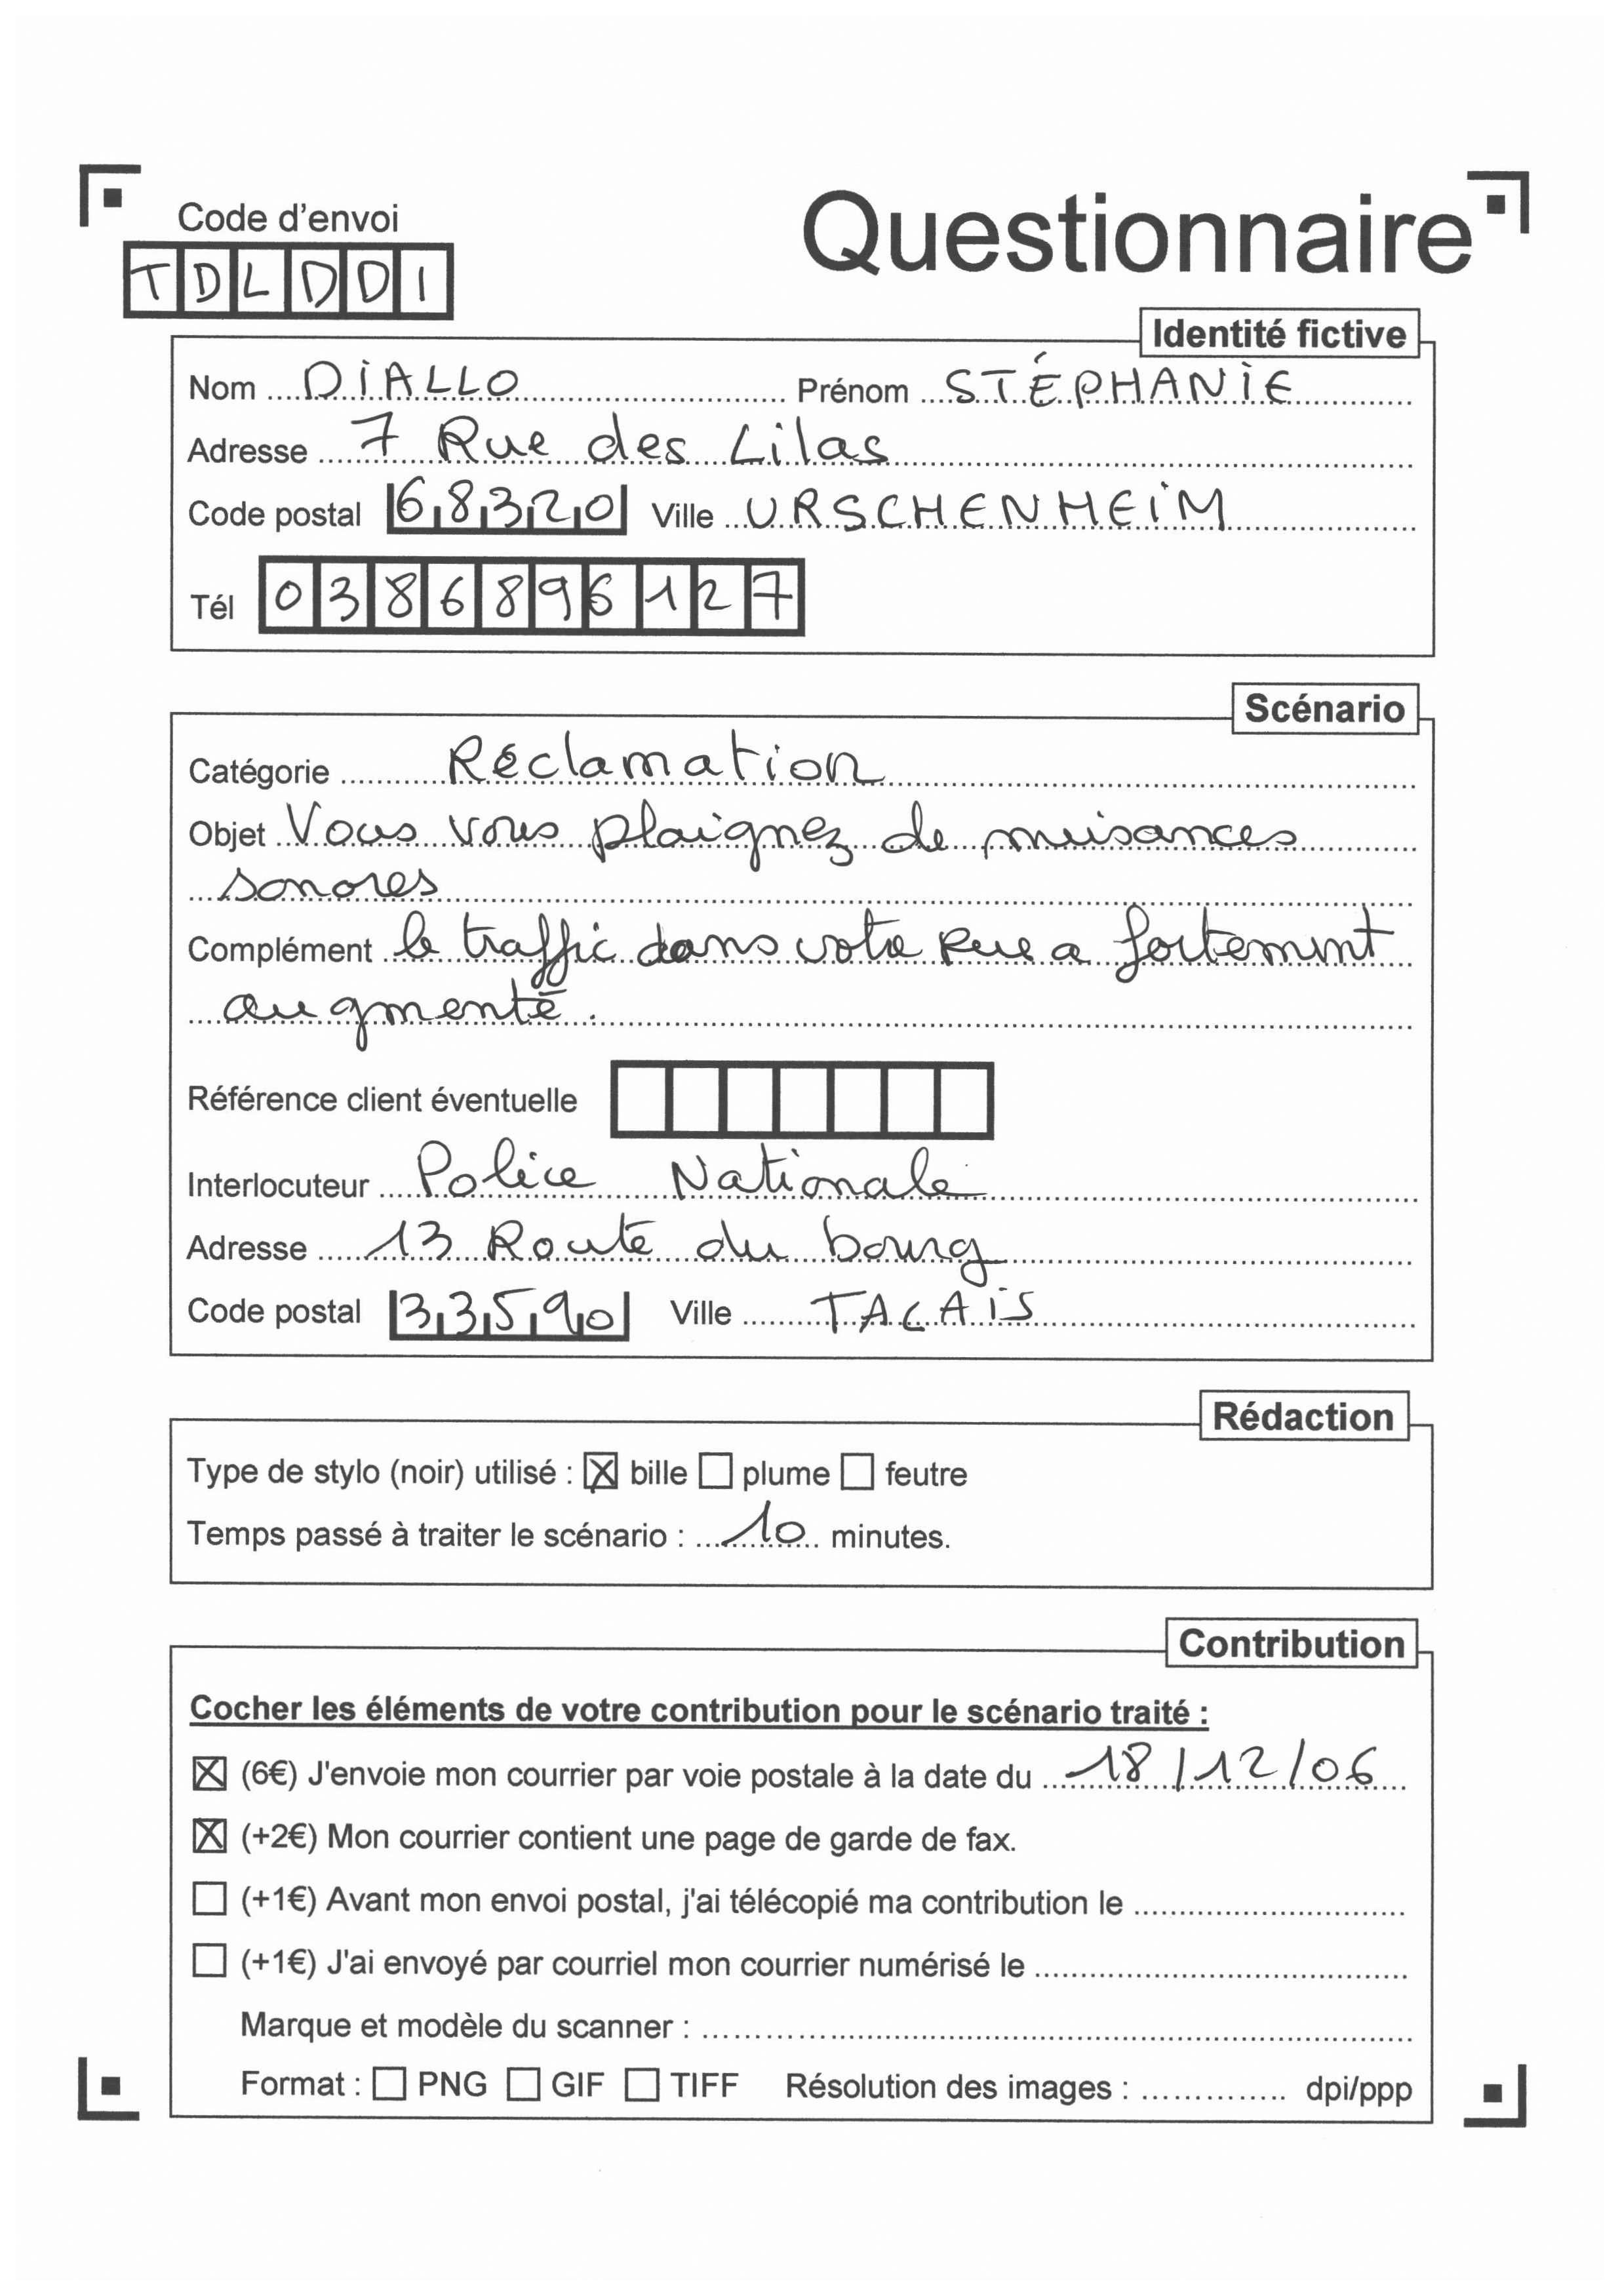 Code d'envoi
Questionnaire
TDLDDI
Identité fictive
Nom DIALLO Prénom STÉPHANIE
Adresse 7 Rue des Lilas
Code postal 68320 Ville URSCHENHEIM
Tél 0386896127
Scénario
Catégorie Réclamation
Objet Vous vous plaignez de nuisances
sonores
Complément le traffic dans votre Rue a fortement
augmenté.
Référence client éventuelle
Interlocuteur Police Nationale
Adresse 13 Route du bourg
Code postal 33590 Ville TALAIS
Rédaction
Type de stylo (noir) utilisé : ☒ bille ☐ plume ☐ feutre
Temps passé à traiter le scénario : 10 minutes.
Contribution
Cocher les éléments de votre contribution pour le scénario traité :
☒ (6€) J'envoie mon courrier par voie postale à la date du 18/12/06
☒ (+2€) Mon courrier contient une page de garde de fax.
☐ (+1€) Avant mon envoi postal, j'ai télécopié ma contribution le
☐ (+1€) J'ai envoyé par courriel mon courrier numérisé le
Marque et modèle du scanner :
Format : ☐ PNG ☐ GIF ☐ TIFF Résolution des images : dpi/ppp